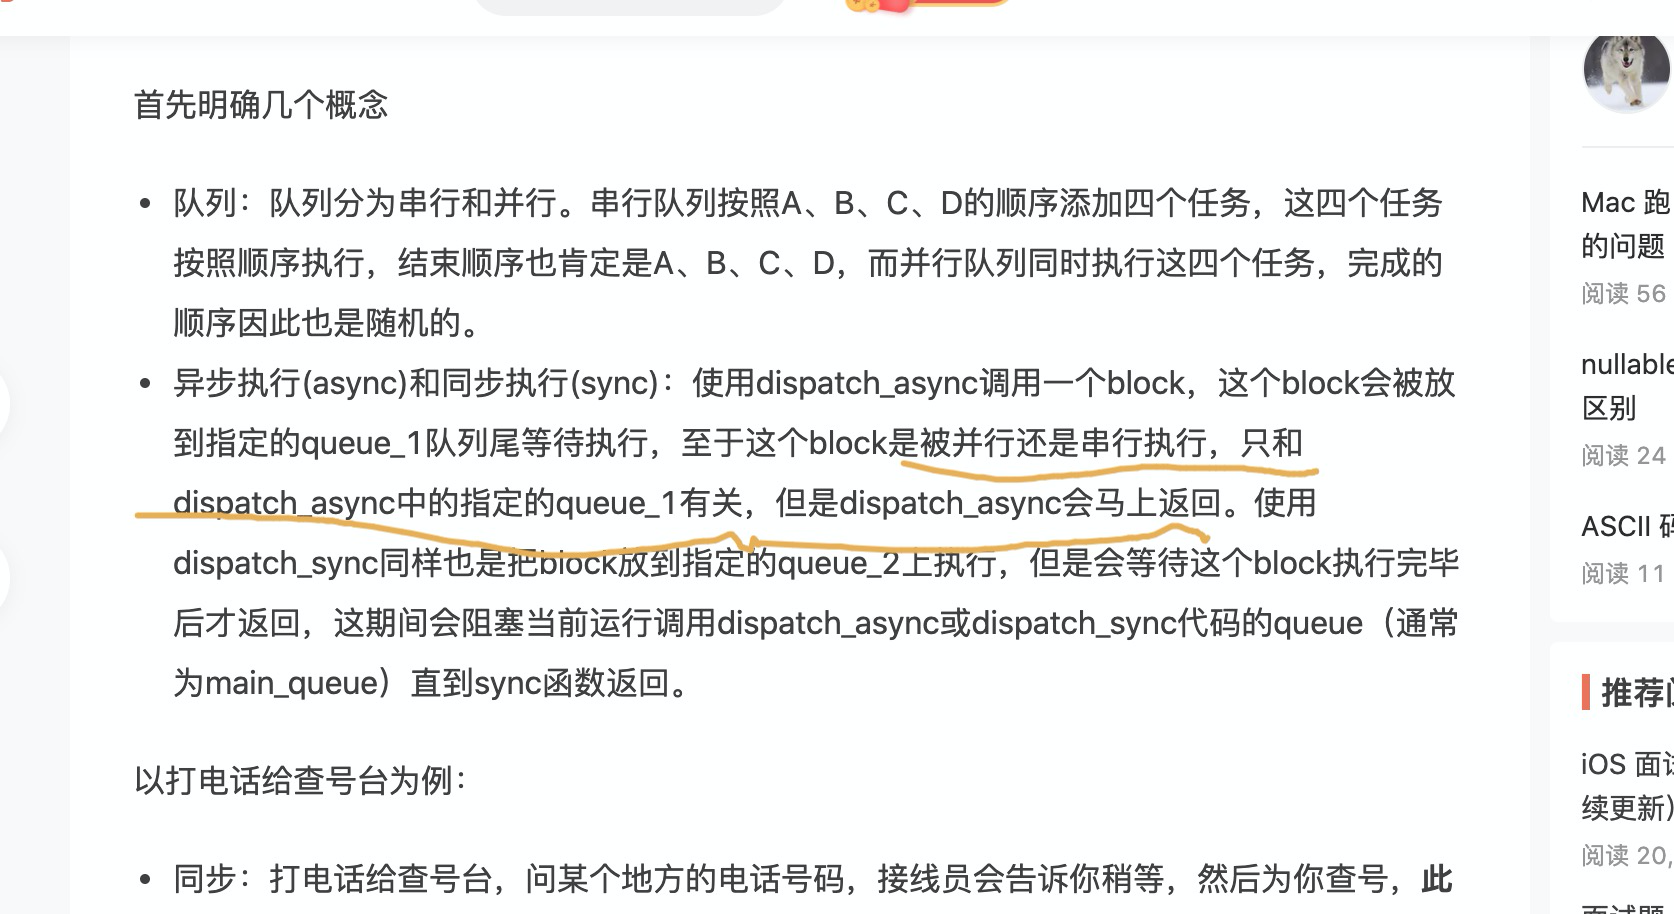 首先明确几个概念
• 队列：队列分为串行和并行。串行队列按照A、B、C、D的顺序添加四个任务，这四个任务
按照顺序执行，结束顺序也肯定是A、B、C、D，而并行队列同时执行这四个任务，完成的
顺序因此也是随机的。
• 异步执行(async)和同步执行(sync)：使用dispatch_async调用一个block，这个block会被放
到指定的queue_1队列尾等待执行，至于这个block是被并行还是串行执行，只和
dispatch_async中的指定的queue_1有关，但是dispatch_async会马上返回。使用
dispatch_sync同样也是把block放到指定的queue_2上执行，但是会等待这个block执行完毕
后才返回，这期间会阻塞当前运行调用dispatch_async或dispatch_sync代码的queue（通常
为main_queue）直到sync函数返回。
以打电话给查号台为例：
• 同步：打电话给查号台，问某个地方的电话号码，接线员会告诉你稍等，然后为你查号，此
Mac 跑
的问题
阅读 56
nullable
区别
阅读 24
ASCII 码
阅读 11
推荐阅
iOS 面试
续更新）
阅读 20,
面试题